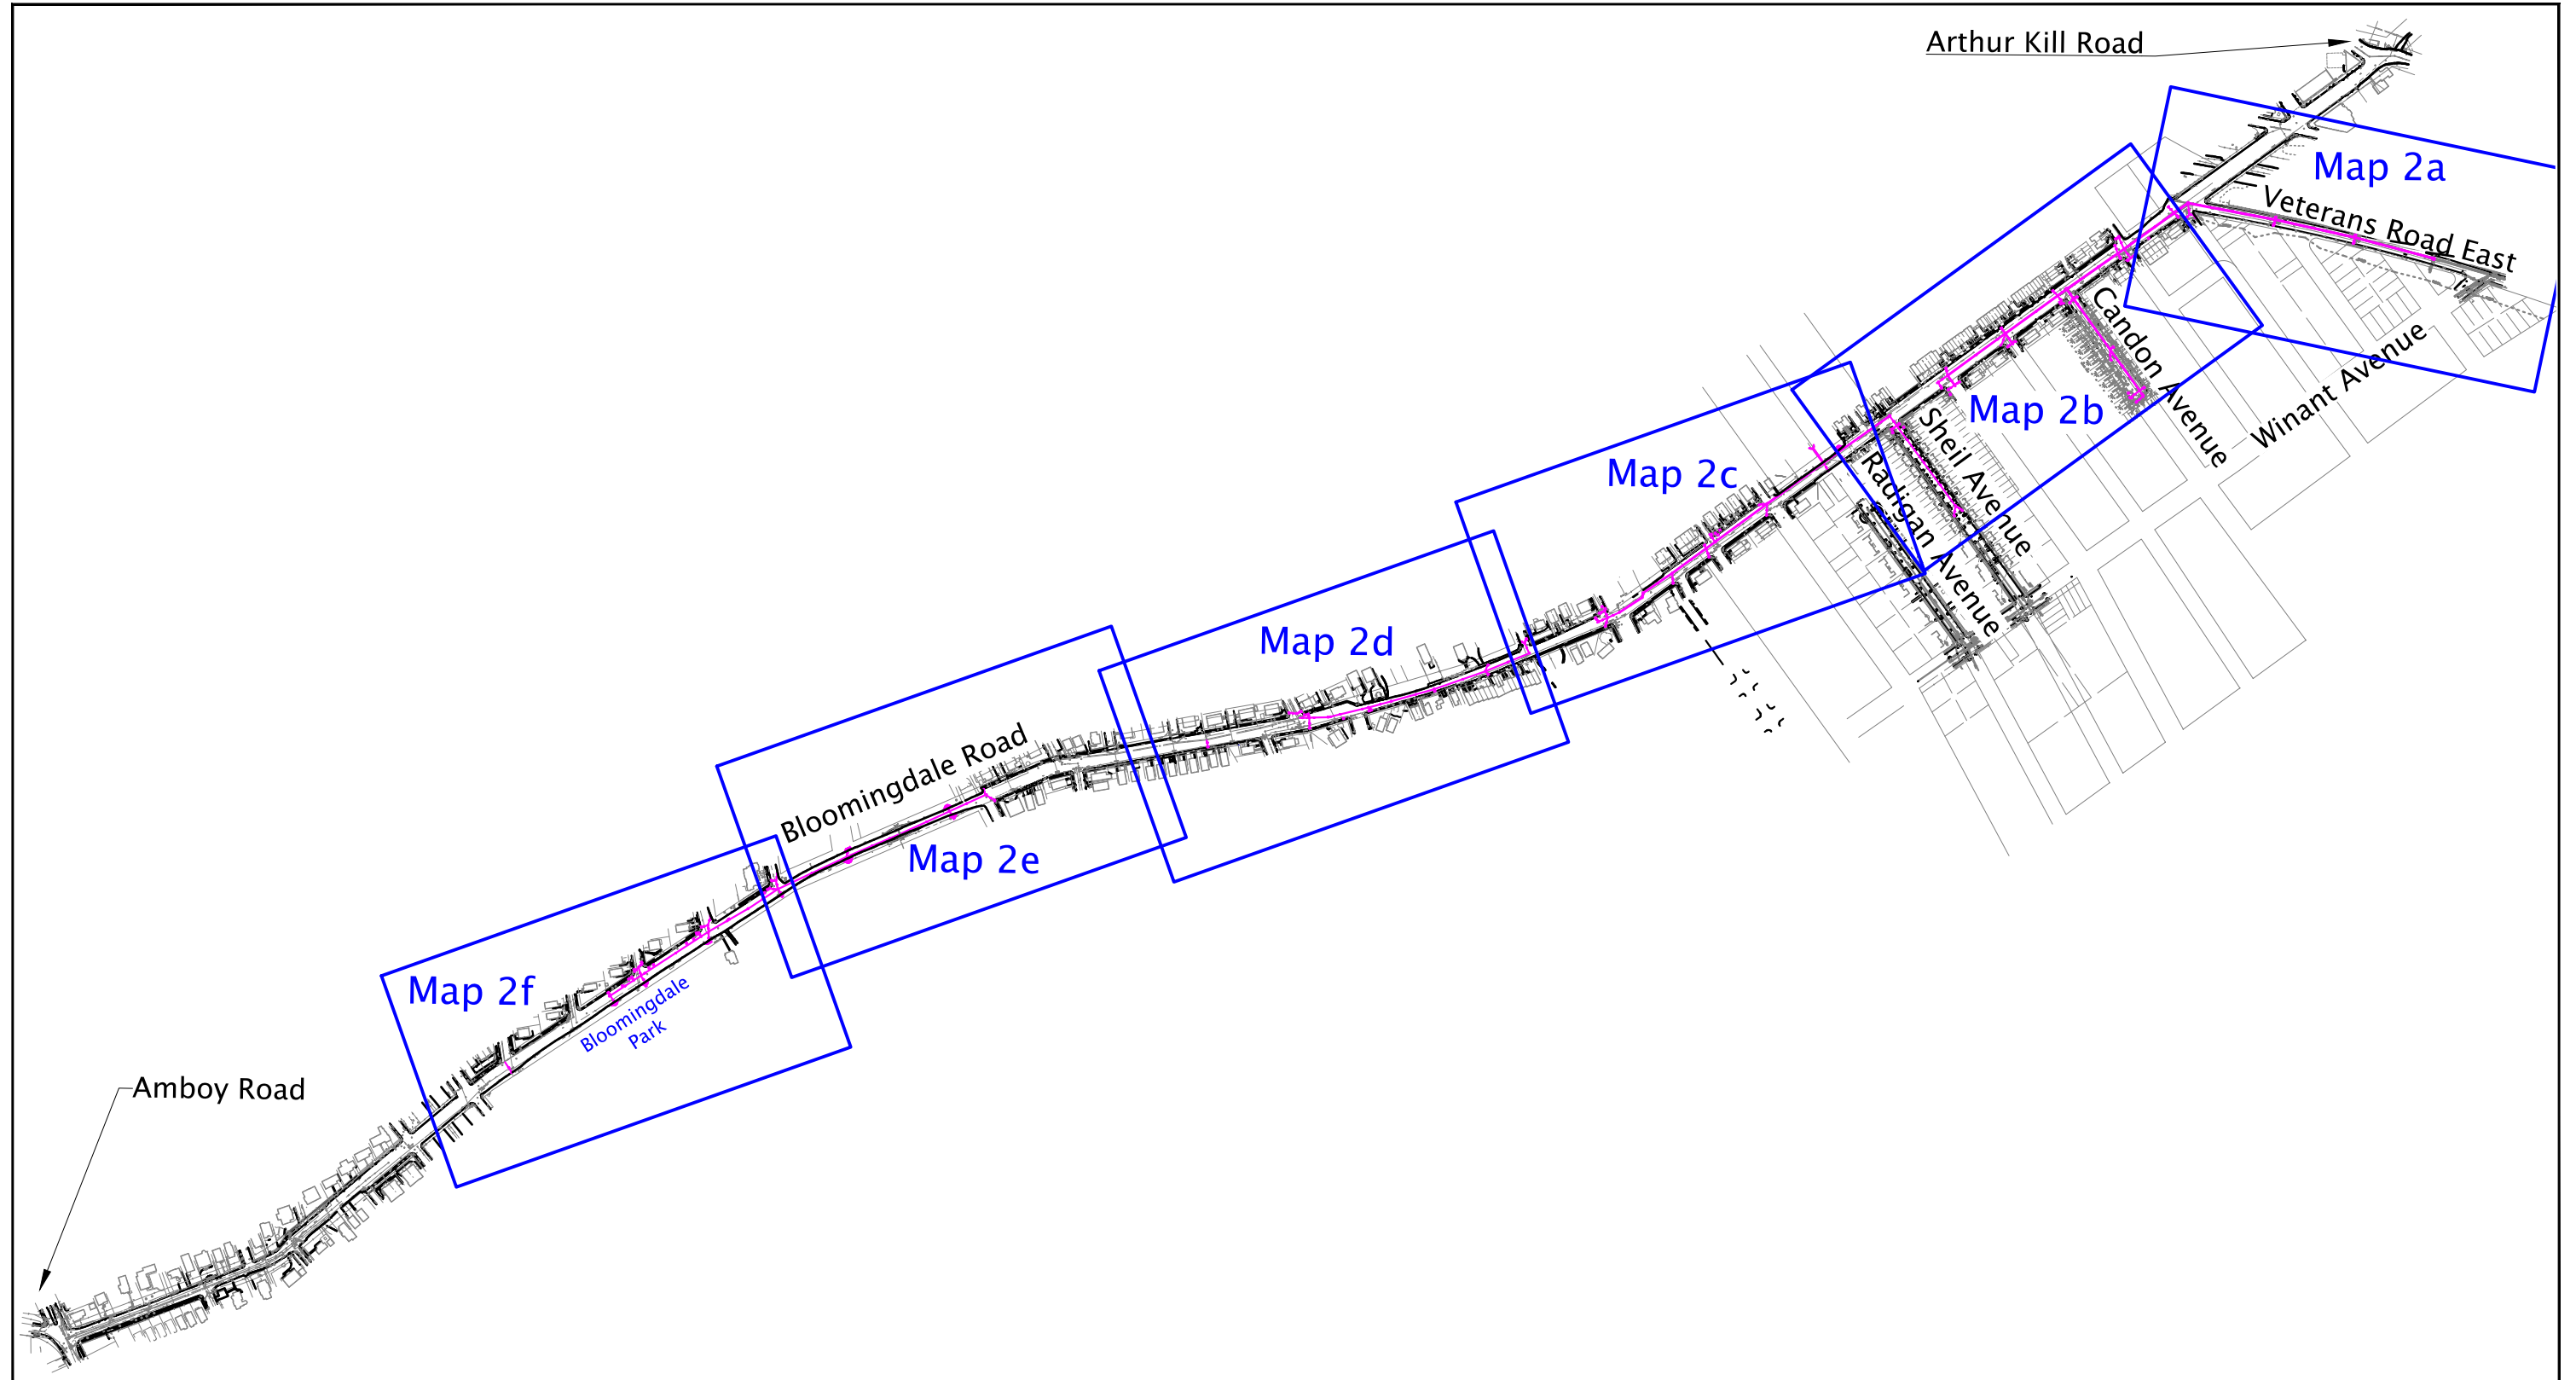 Arthur Kill Road
Map 2a
Veterans Road East
Candon Avenue
Winant Avenue
Map 2b
Sheil Avenue
Radigan Avenue
Map 2c
Map 2d
Bloomingdale Road
Map 2e
Map 2f
Bloomingdale
Park
Amboy Road